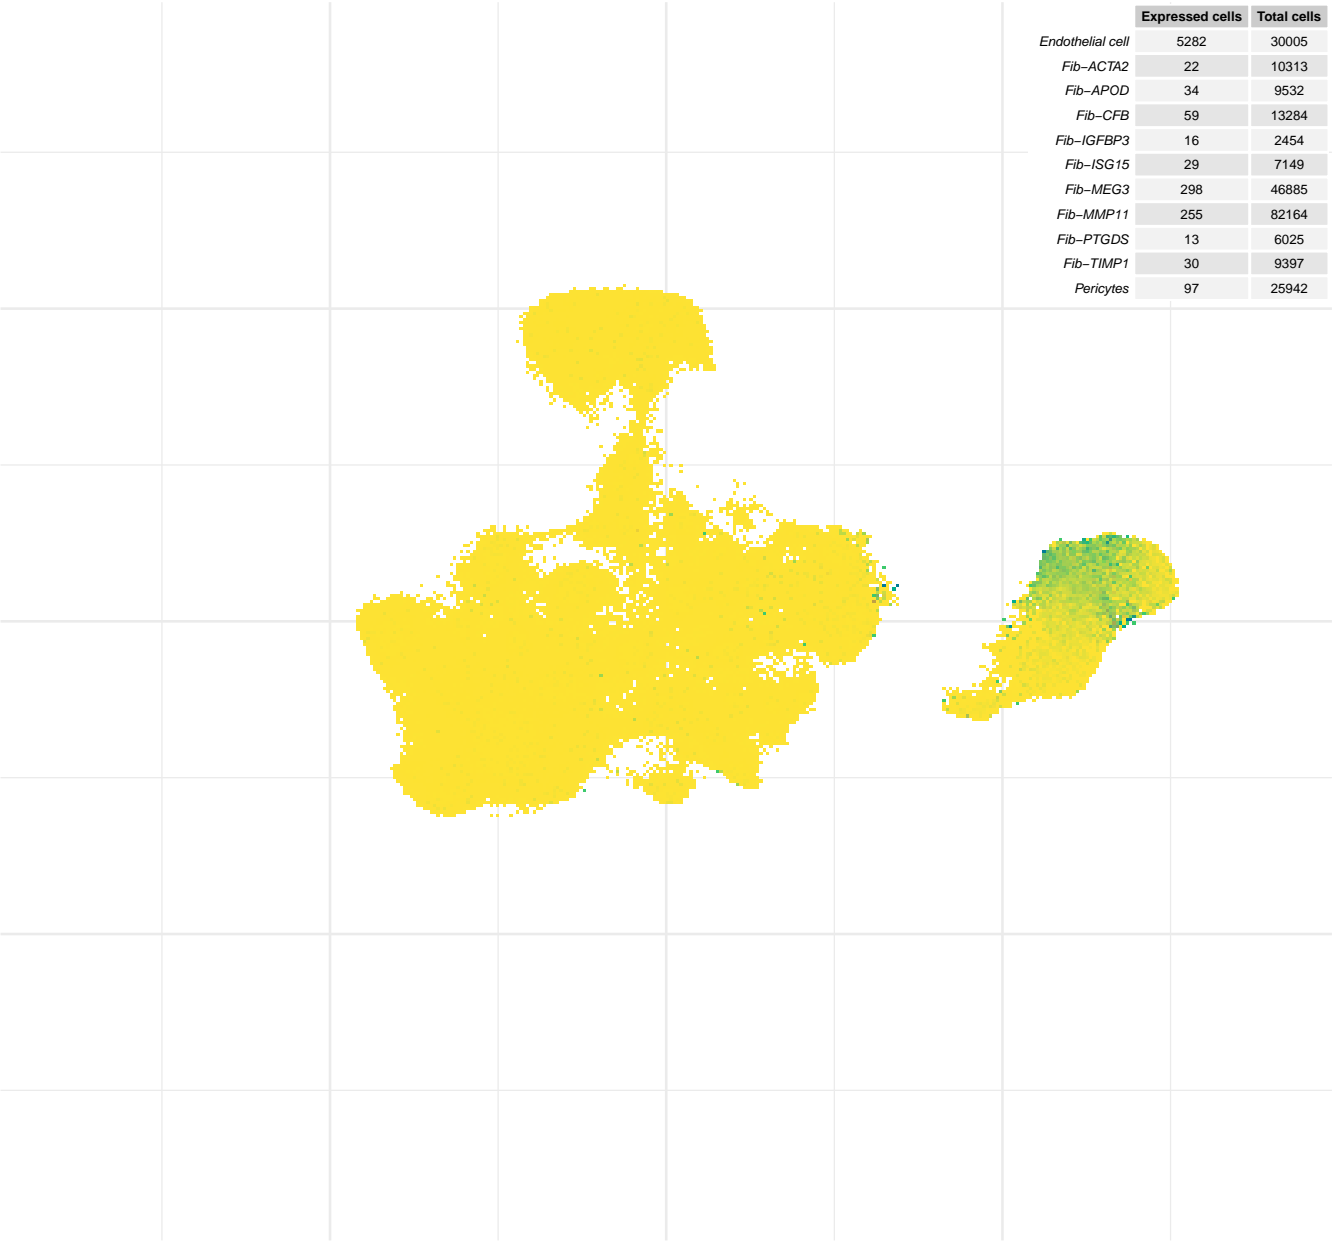 Expressed cells Total cells
Endothelial cell 5282 30005
Fib−ACTA2 22 10313
Fib−APOD 34 9532
Fib−CFB 59 13284
Fib−IGFBP3 16 2454
Fib−ISG15 29 7149
Fib−MEG3 298 46885
Fib−MMP11 255 82164
Fib−PTGDS 13 6025
Fib−TIMP1 30 9397
Pericytes 97 25942